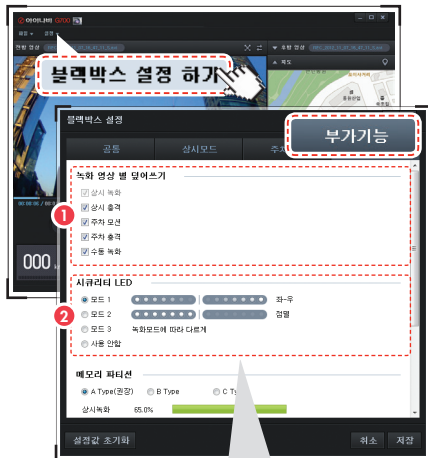 아이나비 G700
파일 설정
전방 영상
후방 영상
지도
블랙박스 설정 하기
블랙박스 설정
부가기능
공통 상시모드
녹화 영상 별 덮어쓰기
상시 녹화
1
상시 충격
주차 모션
주차 충격
수동 녹화
000
시큐리티 LED
모드 1 좌-우
2
모드 2 점멸
모드 3 녹화모드에 따라 다르게
사용 안함
메모리 파티션
A Type(권장) B Type
상시녹화 65.0%
설정값 초기화 취소 저장